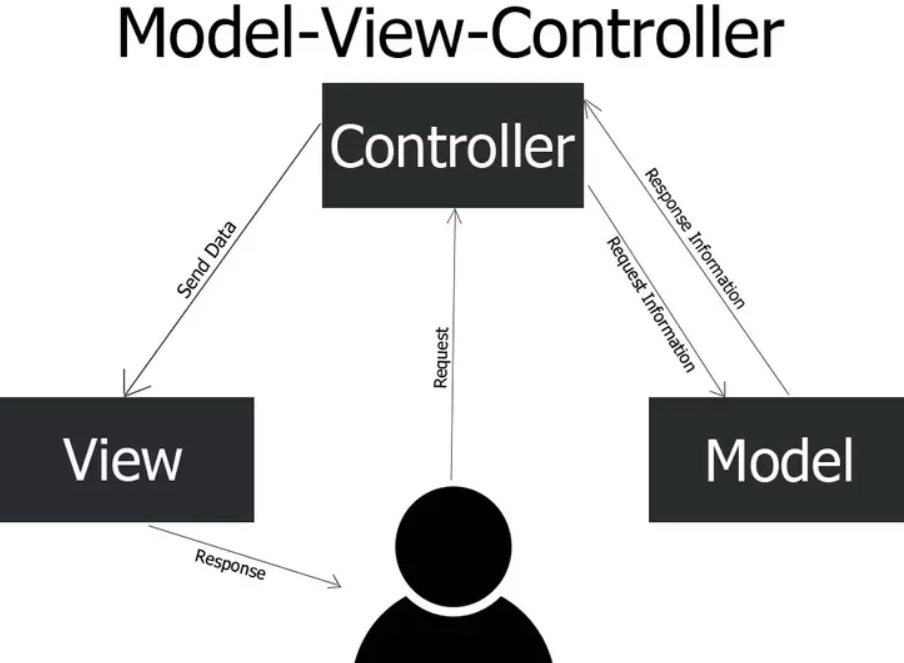 Model-View-Controller
Controller
Send Data
Request
Response Information
Request Information
View
Model
Response